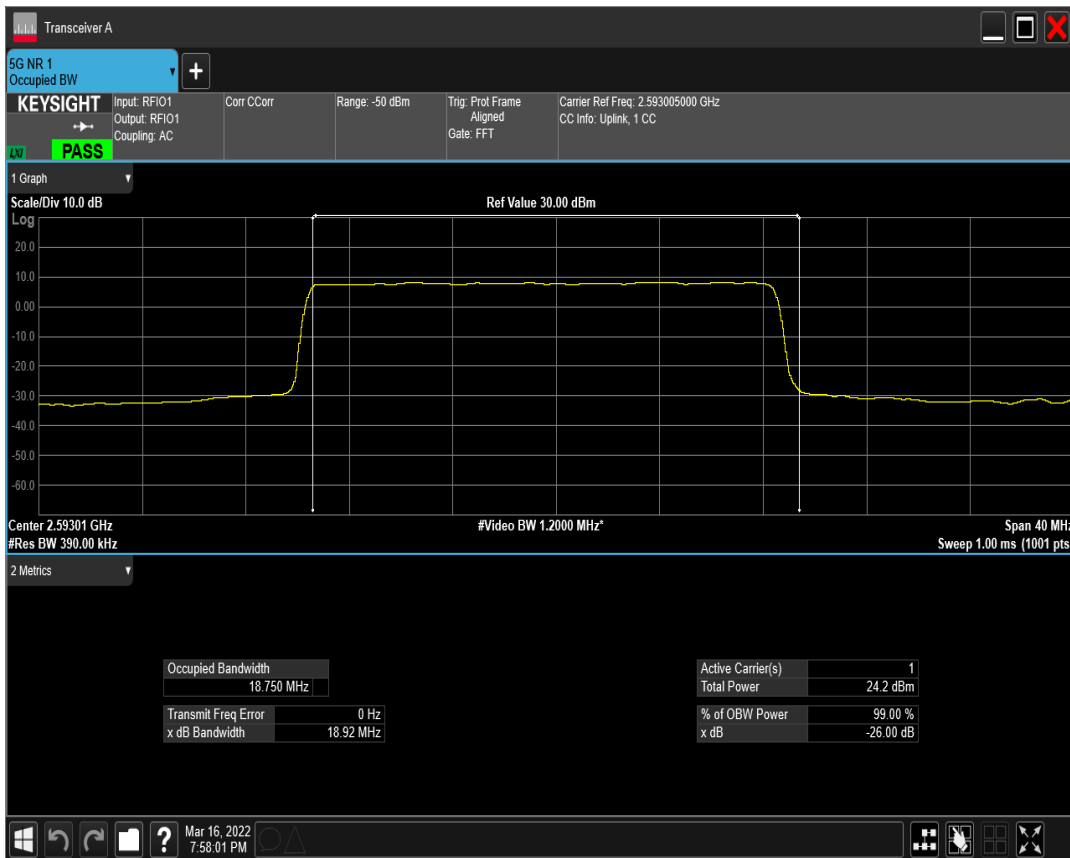 Transceiver A
5G NR 1
Occupied BW
KEYSIGHT
LXI
PASS
Input: RFIO1
Output: RFIO1
Coupling: AC
Corr CCorr
Range: -50 dBm
Trig: Prot Frame
Aligned
Gate: FFT
Carrier Ref Freq: 2.593005000 GHz
CC Info: Uplink, 1 CC
1 Graph
Scale/Div 10.0 dB
Ref Value 30.00 dBm
Log
20.0
10.0
0.00
-10.0
-20.0
-30.0
-40.0
-50.0
-60.0
Center 2.59301 GHz
#Video BW 1.2000 MHz*
Span 40 MHz
#Res BW 390.00 kHz
Sweep 1.00 ms (1001 pts
2 Metrics
Occupied Bandwidth
18.750 MHz
Transmit Freq Error 0 Hz
x dB Bandwidth 18.92 MHz
Active Carrier(s) 1
Total Power 24.2 dBm
% of OBW Power 99.00 %
x dB -26.00 dB
?
Mar 16, 2022
7:58:01 PM